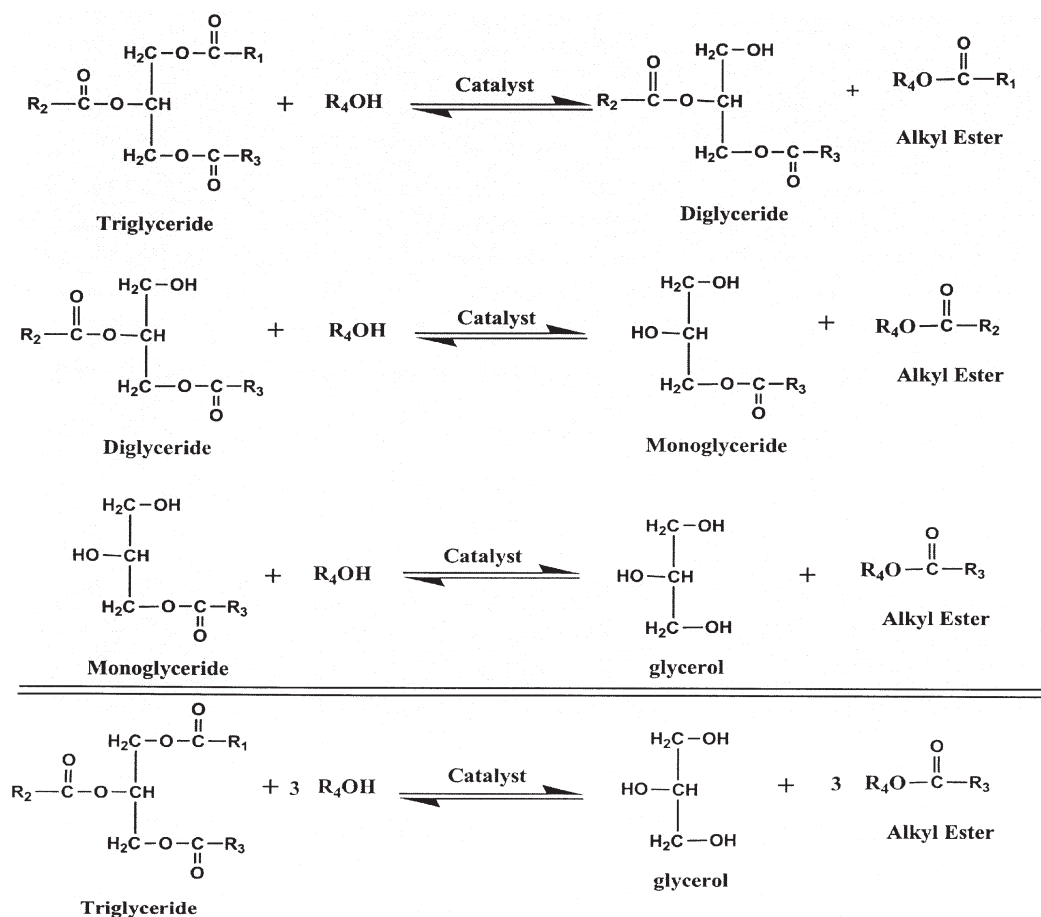 O
H₂C–O–C–R₁
O
R₂–C–O–CH + R₄OH Catalyst
H₂C–O–C–R₃
O
Triglyceride
H₂C–OH
O
R₂–C–O–CH
H₂C–O–C–R₃
O
Diglyceride
+
O
R₄O–C–R₁
Alkyl Ester
H₂C–OH
O
R₂–C–O–CH + R₄OH Catalyst
H₂C–O–C–R₃
O
Diglyceride
H₂C–OH
HO–CH
H₂C–O–C–R₃
O
Monoglyceride
+
O
R₄O–C–R₂
Alkyl Ester
H₂C–OH
HO–CH + R₄OH Catalyst
H₂C–O–C–R₃
O
Monoglyceride
H₂C–OH
HO–CH
H₂C–OH
glycerol
+
O
R₄O–C–R₃
Alkyl Ester
O
H₂C–O–C–R₁
O
R₂–C–O–CH + 3 R₄OH Catalyst
H₂C–O–C–R₃
O
Triglyceride
H₂C–OH
HO–CH
H₂C–OH
glycerol
+ 3
O
R₄O–C–R₃
Alkyl Ester